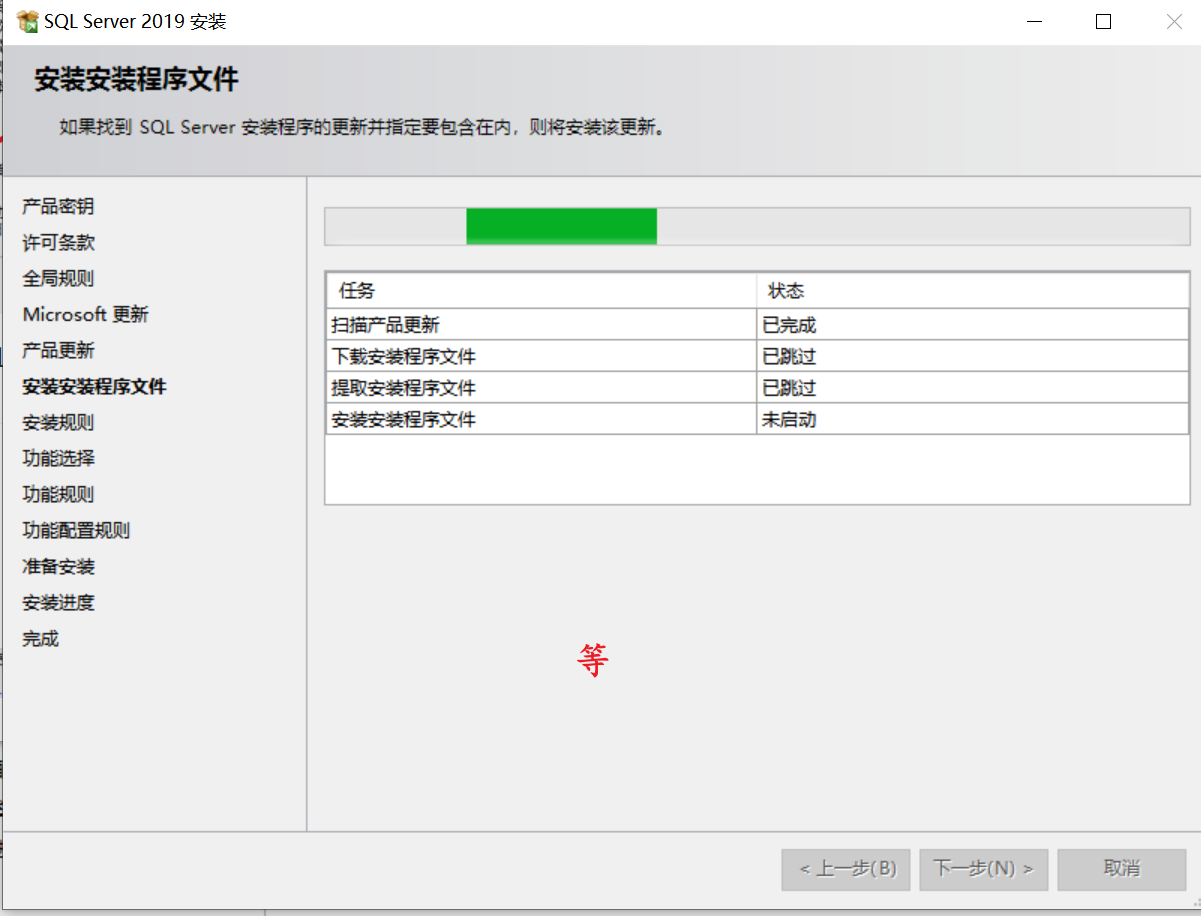 SQL Server 2019 安装
安装安装程序文件
如果找到 SQL Server 安装程序的更新并指定要包含在内，则将安装该更新。
产品密钥
许可条款
全局规则
Microsoft 更新
产品更新
安装安装程序文件
安装规则
功能选择
功能规则
功能配置规则
准备安装
安装进度
完成
任务 状态
扫描产品更新 已完成
下载安装程序文件 已跳过
提取安装程序文件 已跳过
安装安装程序文件 未启动
等
< 上一步(B) 下一步(N) > 取消